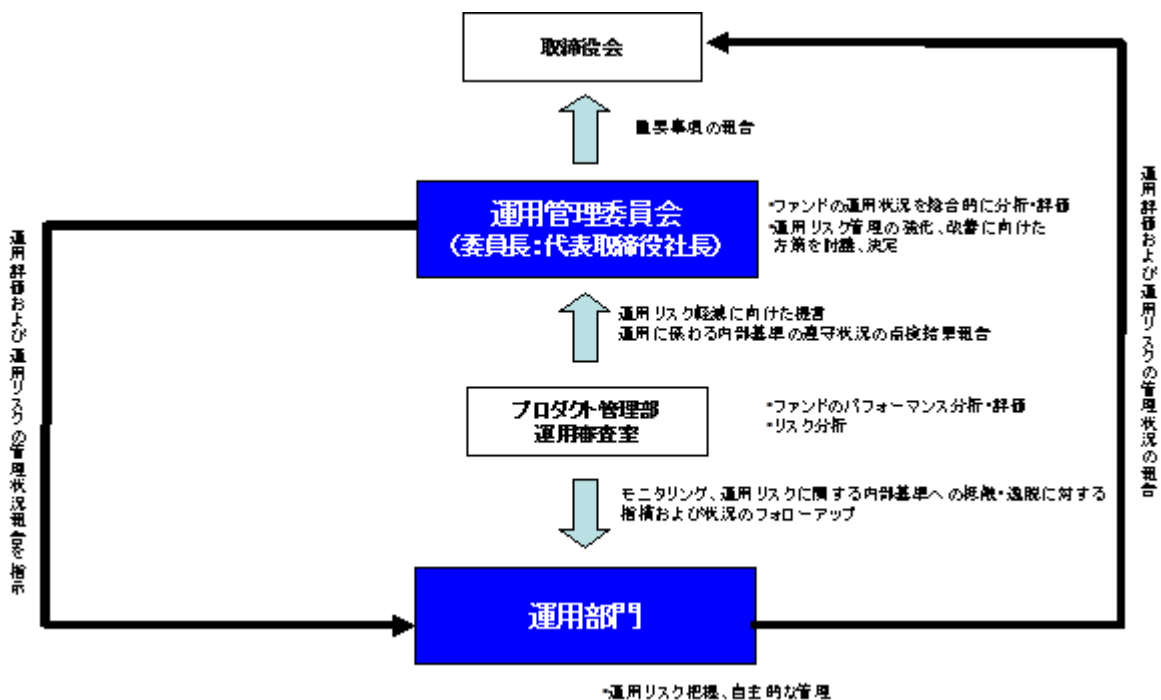 取締役会
重要事項の報告
運用管理委員会
（委員長：代表取締役社長）
・ファンドの運用状況を総合的に分析・評価
・運用リスク管理の強化、改善に向けた
方策を討議、決定
運用リスク軽減に向けた提言
運用に係わる内部基準の遵守状況の点検結果報告
プロダクト管理部
運用審査室
・ファンドのパフォーマンス分析・評価
・リスク分析
モニタリング、運用リスクに関する内部基準への抵触・逸脱に対する
指摘および状況のフォローアップ
運用部門
・運用リスク把握、自主的な管理
運用評価および運用リスクの管理状況報告を指示
運用評価および運用リスクの管理状況の報告